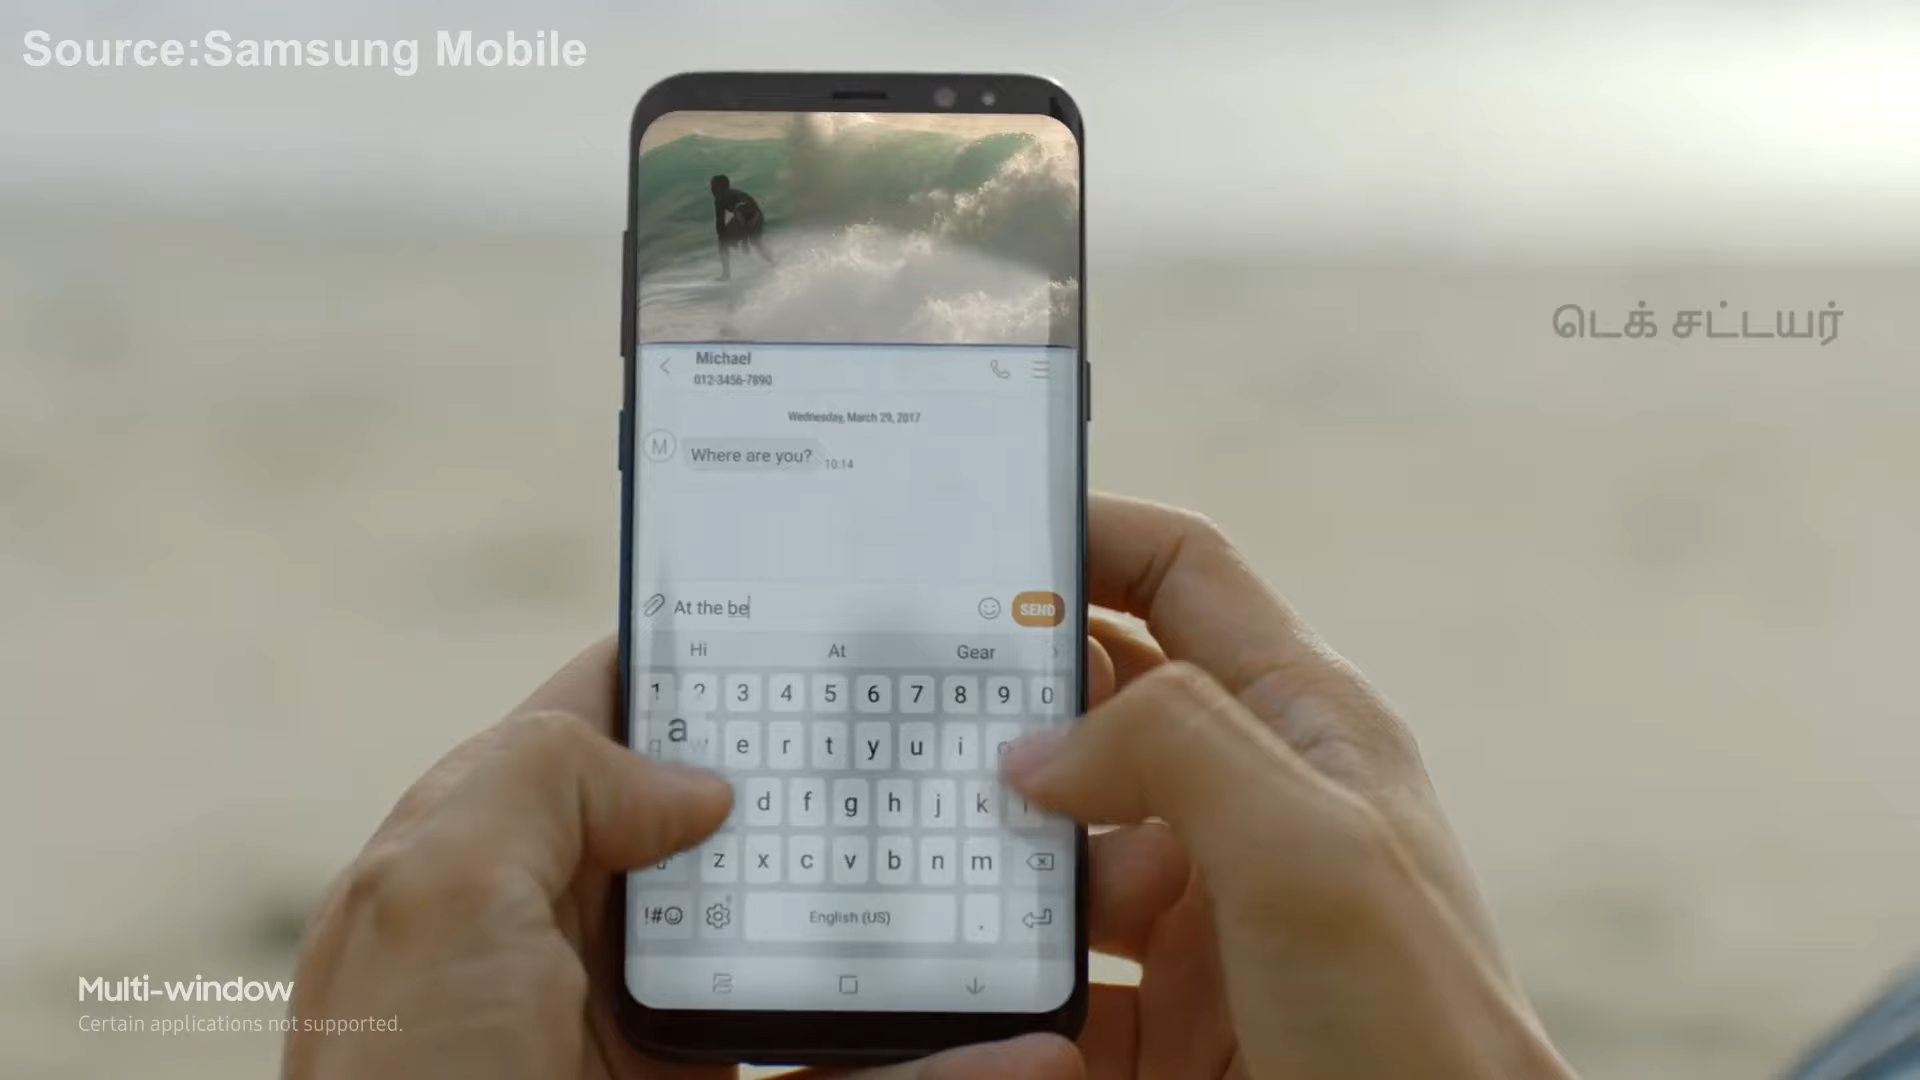 Source:Samsung Mobile
டெக் சட்டயர்
Michael
012-3456-7890
Wednesday, March 29, 2017
M
Where are you?
10:14
At the be
SEND
Hi At Gear
1 2 3 4 5 6 7 8 9 0
a
q w e r t y u i o
d f g h j k l
z x c v b n m
!#☺ English (US) .
Multi-window
Certain applications not supported.